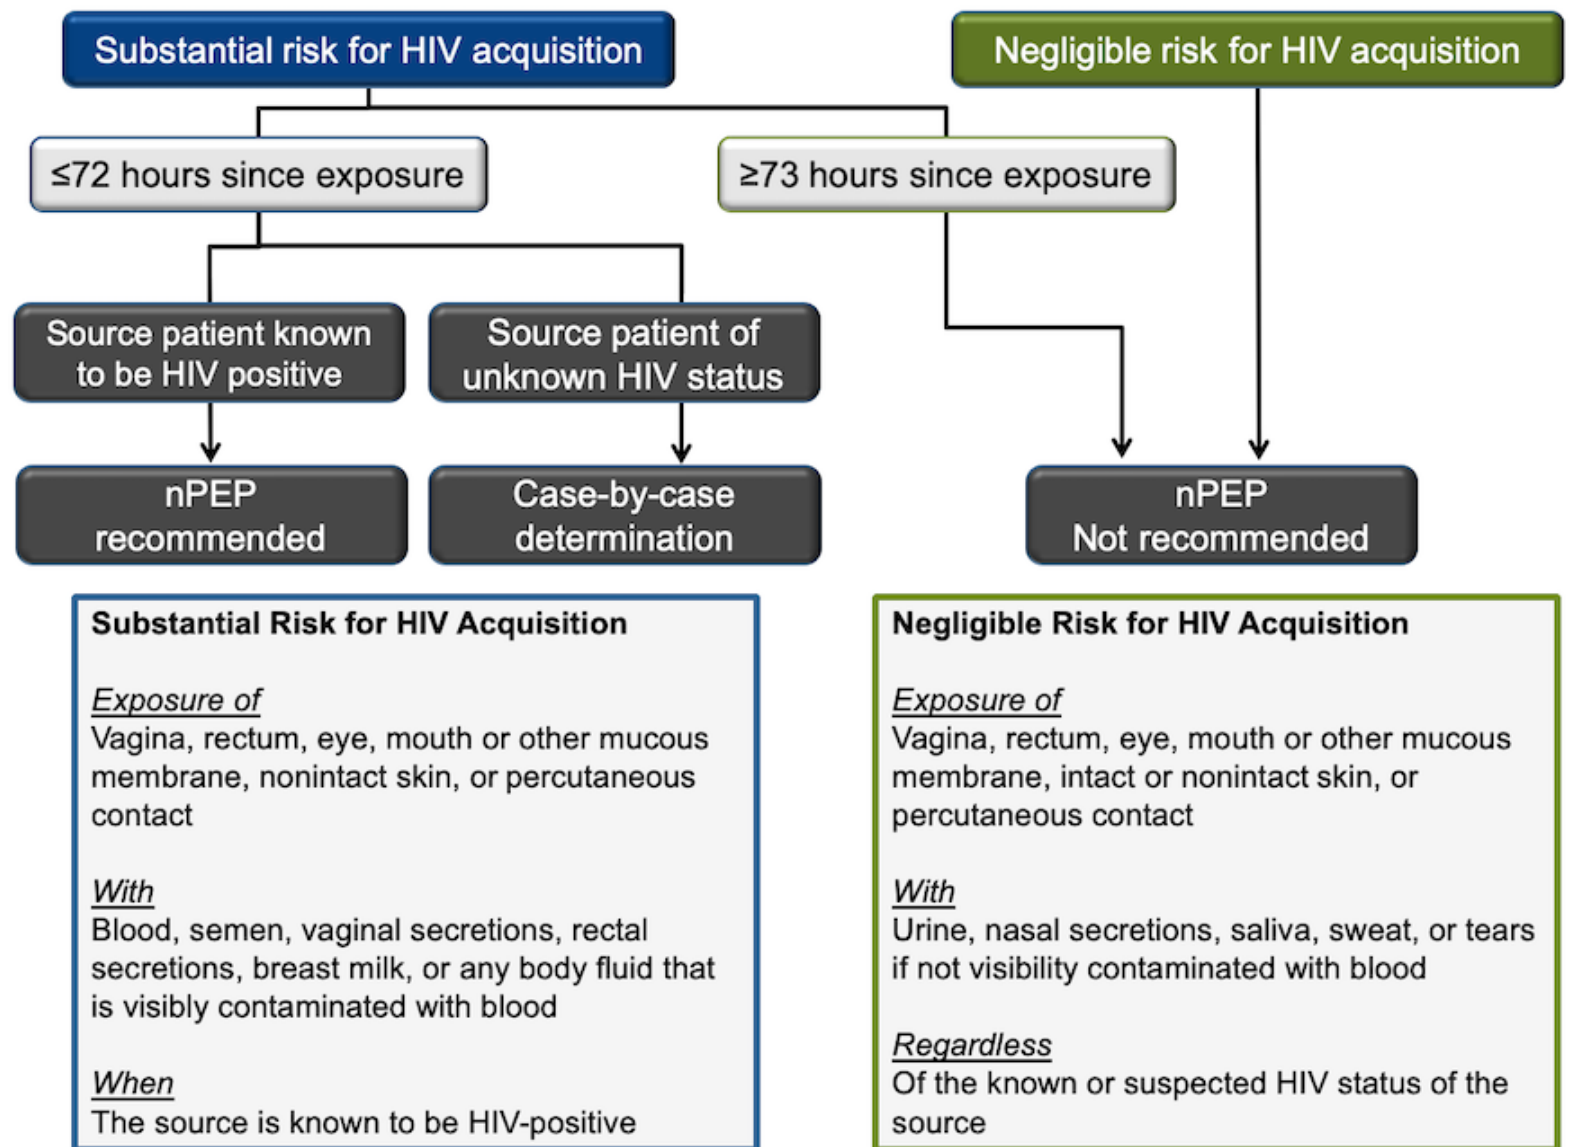 Substantial risk for HIV acquisition
Negligible risk for HIV acquisition
≤72 hours since exposure
≥73 hours since exposure
Source patient known
to be HIV positive
Source patient of
unknown HIV status
nPEP
recommended
Case-by-case
determination
nPEP
Not recommended
Substantial Risk for HIV Acquisition
Exposure of
Vagina, rectum, eye, mouth or other mucous
membrane, nonintact skin, or percutaneous
contact
With
Blood, semen, vaginal secretions, rectal
secretions, breast milk, or any body fluid that
is visibly contaminated with blood
When
The source is known to be HIV-positive
Negligible Risk for HIV Acquisition
Exposure of
Vagina, rectum, eye, mouth or other mucous
membrane, intact or nonintact skin, or
percutaneous contact
With
Urine, nasal secretions, saliva, sweat, or tears
if not visibility contaminated with blood
Regardless
Of the known or suspected HIV status of the
source